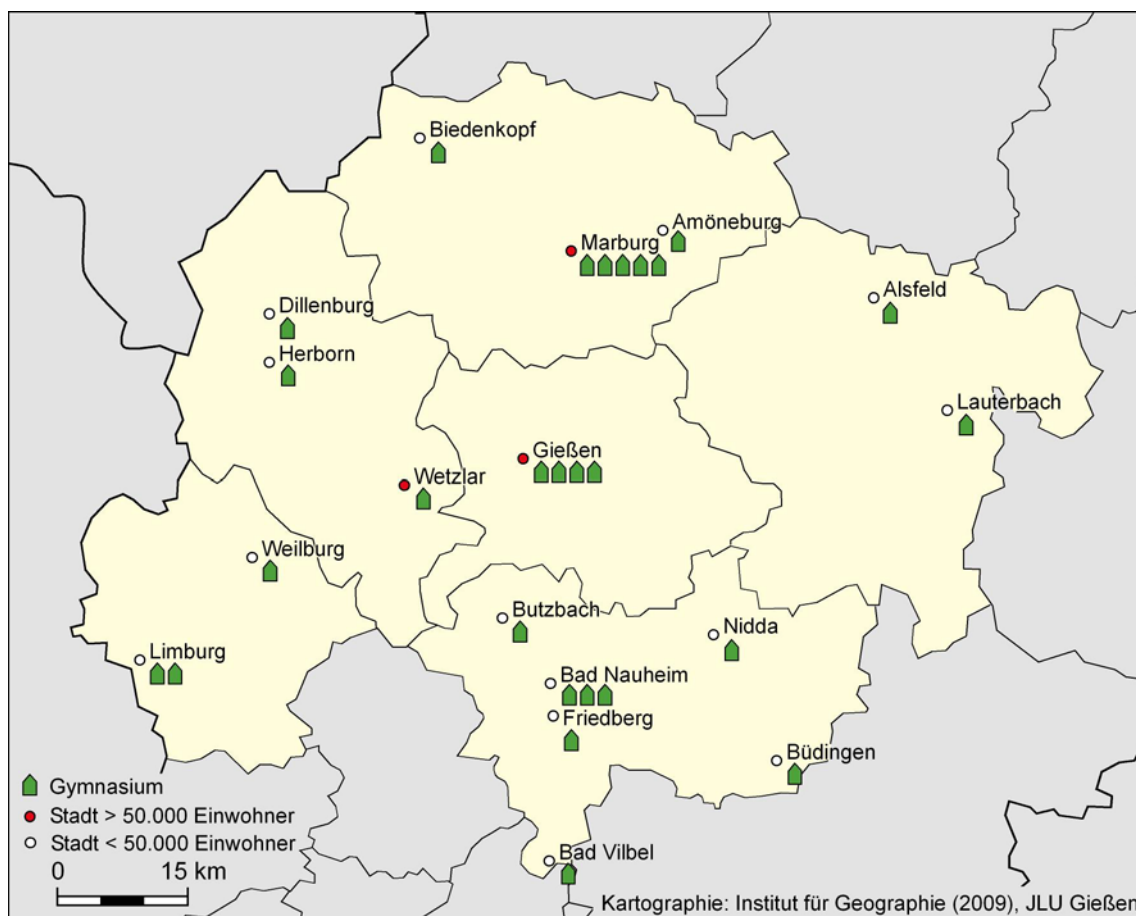 Biedenkopf
Amöneburg
Marburg
Alsfeld
Dillenburg
Herborn
Lauterbach
Gießen
Wetzlar
Weilburg
Butzbach
Nidda
Limburg
Bad Nauheim
Friedberg
Büdingen
Bad Vilbel
Gymnasium
Stadt > 50.000 Einwohner
Stadt < 50.000 Einwohner
0 15 km
Kartographie: Institut für Geographie (2009), JLU Gießen